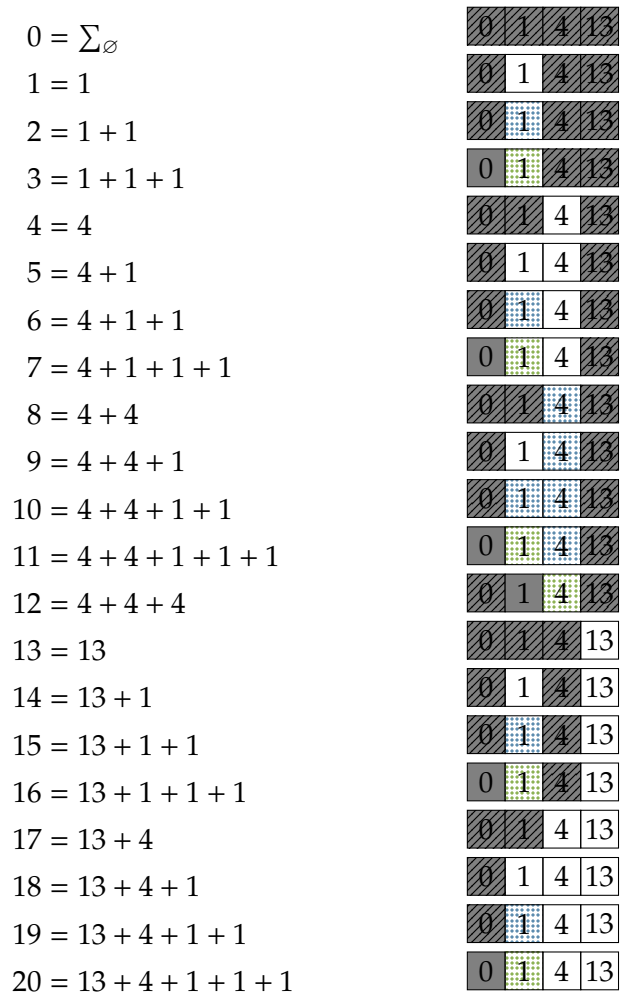 0 = ∑∅ 0 1 4 13
1 = 1 0 1 4 13
2 = 1 + 1 0 1 4 13
3 = 1 + 1 + 1 0 1 4 13
4 = 4 0 1 4 13
5 = 4 + 1 0 1 4 13
6 = 4 + 1 + 1 0 1 4 13
7 = 4 + 1 + 1 + 1 0 1 4 13
8 = 4 + 4 0 1 4 13
9 = 4 + 4 + 1 0 1 4 13
10 = 4 + 4 + 1 + 1 0 1 4 13
11 = 4 + 4 + 1 + 1 + 1 0 1 4 13
12 = 4 + 4 + 4 0 1 4 13
13 = 13 0 1 4 13
14 = 13 + 1 0 1 4 13
15 = 13 + 1 + 1 0 1 4 13
16 = 13 + 1 + 1 + 1 0 1 4 13
17 = 13 + 4 0 1 4 13
18 = 13 + 4 + 1 0 1 4 13
19 = 13 + 4 + 1 + 1 0 1 4 13
20 = 13 + 4 + 1 + 1 + 1 0 1 4 13